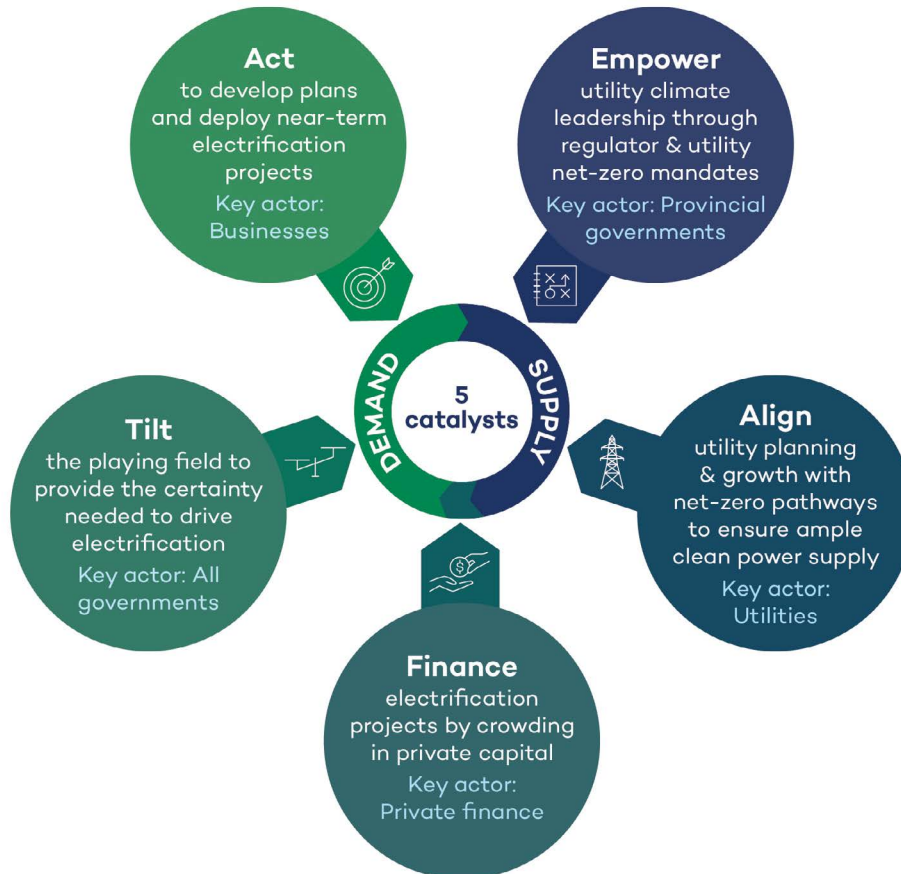 Act
to develop plans
and deploy near-term
electrification
projects
Key actor:
Businesses
Empower
utility climate
leadership through
regulator & utility
net-zero mandates
Key actor: Provincial
governments
DEMAND
SUPPLY
5
catalysts
Tilt
the playing field to
provide the certainty
needed to drive
electrification
Key actor: All
governments
Align
utility planning
& growth with
net-zero pathways
to ensure ample
clean power supply
Key actor:
Utilities
$
Finance
electrification
projects by crowding
in private capital
Key actor:
Private finance